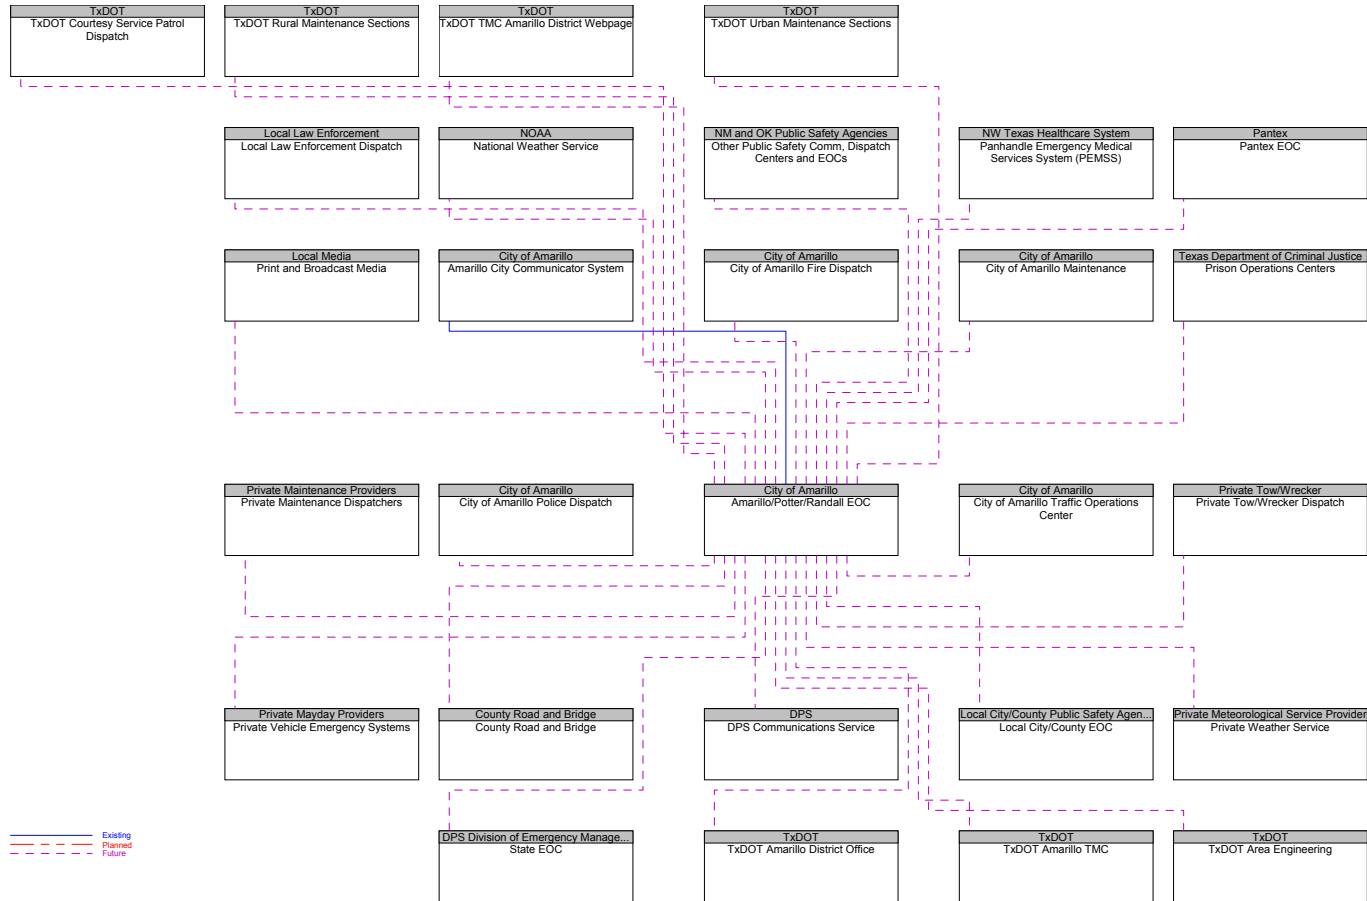 TxDOT
TxDOT Courtesy Service Patrol
Dispatch
TxDOT
TxDOT Rural Maintenance Sections
TxDOT
TxDOT TMC Amarillo District Webpage
TxDOT
TxDOT Urban Maintenance Sections
Local Law Enforcement
Local Law Enforcement Dispatch
NOAA
National Weather Service
NM and OK Public Safety Agencies
Other Public Safety Comm, Dispatch
Centers and EOCs
NW Texas Healthcare System
Panhandle Emergency Medical
Services System (PEMSS)
Pantex
Pantex EOC
Local Media
Print and Broadcast Media
City of Amarillo
Amarillo City Communicator System
City of Amarillo
City of Amarillo Fire Dispatch
City of Amarillo
City of Amarillo Maintenance
Texas Department of Criminal Justice
Prison Operations Centers
Private Maintenance Providers
Private Maintenance Dispatchers
City of Amarillo
City of Amarillo Police Dispatch
City of Amarillo
Amarillo/Potter/Randall EOC
City of Amarillo
City of Amarillo Traffic Operations
Center
Private Tow/Wrecker
Private Tow/Wrecker Dispatch
Private Mayday Providers
Private Vehicle Emergency Systems
County Road and Bridge
County Road and Bridge
DPS
DPS Communications Service
Local City/County Public Safety Agen...
Local City/County EOC
Private Meteorological Service Provider
Private Weather Service
DPS Division of Emergency Manage...
State EOC
TxDOT
TxDOT Amarillo District Office
TxDOT
TxDOT Amarillo TMC
TxDOT
TxDOT Area Engineering
Existing
Planned
Future